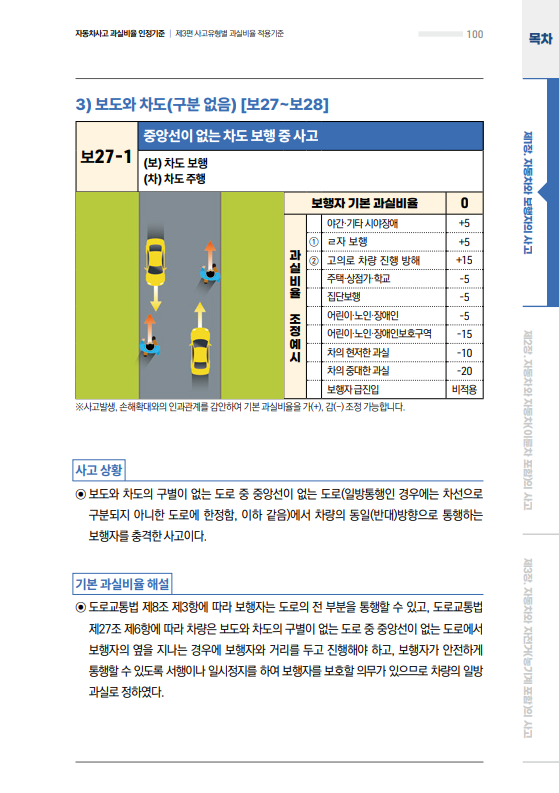 자동차사고 과실비율 인정기준 | 제3편 사고유형별 과실비율 적용기준
100
목차
3) 보도와 차도(구분 없음) [보27~보28]
보27-1
중앙선이 없는 차도 보행 중 사고
(보) 차도 보행
(차) 차도 주행
보행자 기본 과실비율 0
과실비율 조정예시
야간·기타 시야장애 +5
① ㄹ자 보행 +5
② 고의로 차량 진행 방해 +15
주택·상점가·학교 -5
집단보행 -5
어린이·노인·장애인 -5
어린이·노인·장애인보호구역 -15
차의 현저한 과실 -10
차의 중대한 과실 -20
보행자 급진입 비적용
※사고발생, 손해확대와의 인과관계를 감안하여 기본 과실비율을 가(+), 감(-) 조정 가능합니다.
사고 상황
◉ 보도와 차도의 구별이 없는 도로 중 중앙선이 없는 도로(일방통행인 경우에는 차선으로
구분되지 아니한 도로에 한정함, 이하 같음)에서 차량의 동일(반대)방향으로 통행하는
보행자를 충격한 사고이다.
기본 과실비율 해설
◉ 도로교통법 제8조 제3항에 따라 보행자는 도로의 전 부분을 통행할 수 있고, 도로교통법
제27조 제6항에 따라 차량은 보도와 차도의 구별이 없는 도로 중 중앙선이 없는 도로에서
보행자의 옆을 지나는 경우에 보행자와 거리를 두고 진행해야 하고, 보행자가 안전하게
통행할 수 있도록 서행이나 일시정지를 하여 보행자를 보호할 의무가 있으므로 차량의 일방
과실로 정하였다.
제1장. 자동차와 보행자의 사고
제2장. 자동차와 자동차(이륜차 포함)의 사고
제3장. 자동차와 자전거(농기계 포함)의 사고